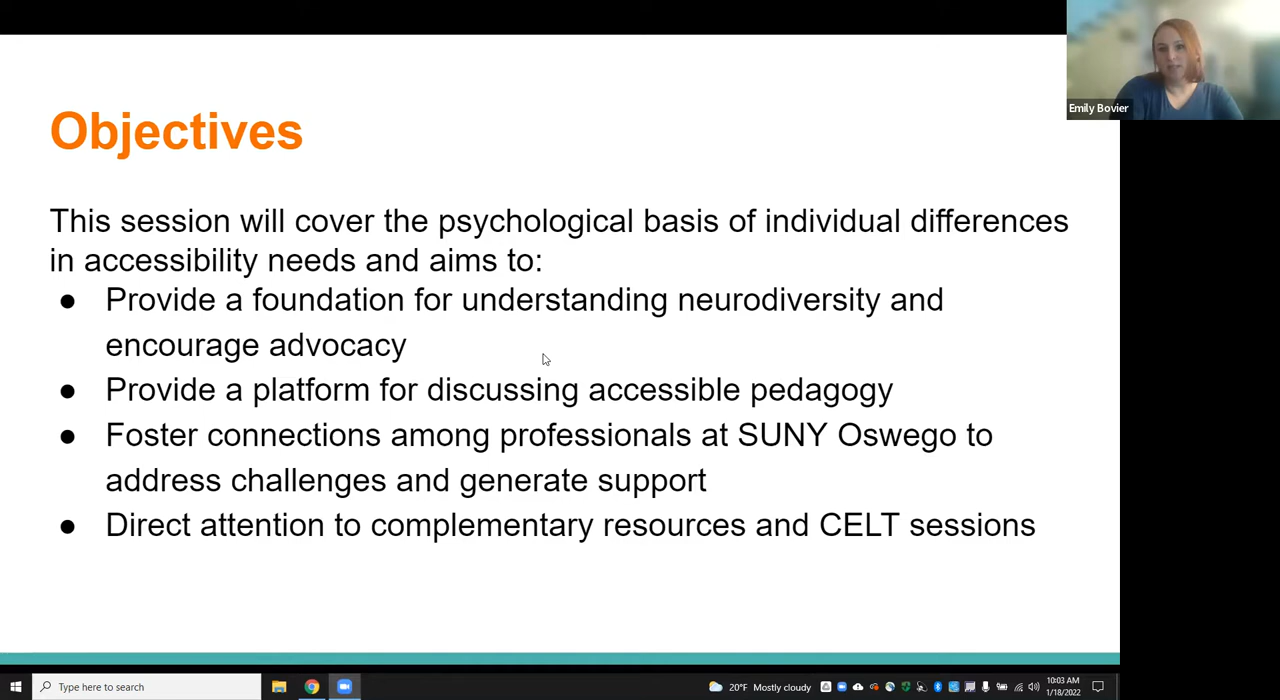 Emily Bovier
Objectives
This session will cover the psychological basis of individual differences
in accessibility needs and aims to:
● Provide a foundation for understanding neurodiversity and
encourage advocacy
● Provide a platform for discussing accessible pedagogy
● Foster connections among professionals at SUNY Oswego to
address challenges and generate support
● Direct attention to complementary resources and CELT sessions
Type here to search
20°F Mostly cloudy
10:03 AM
1/18/2022